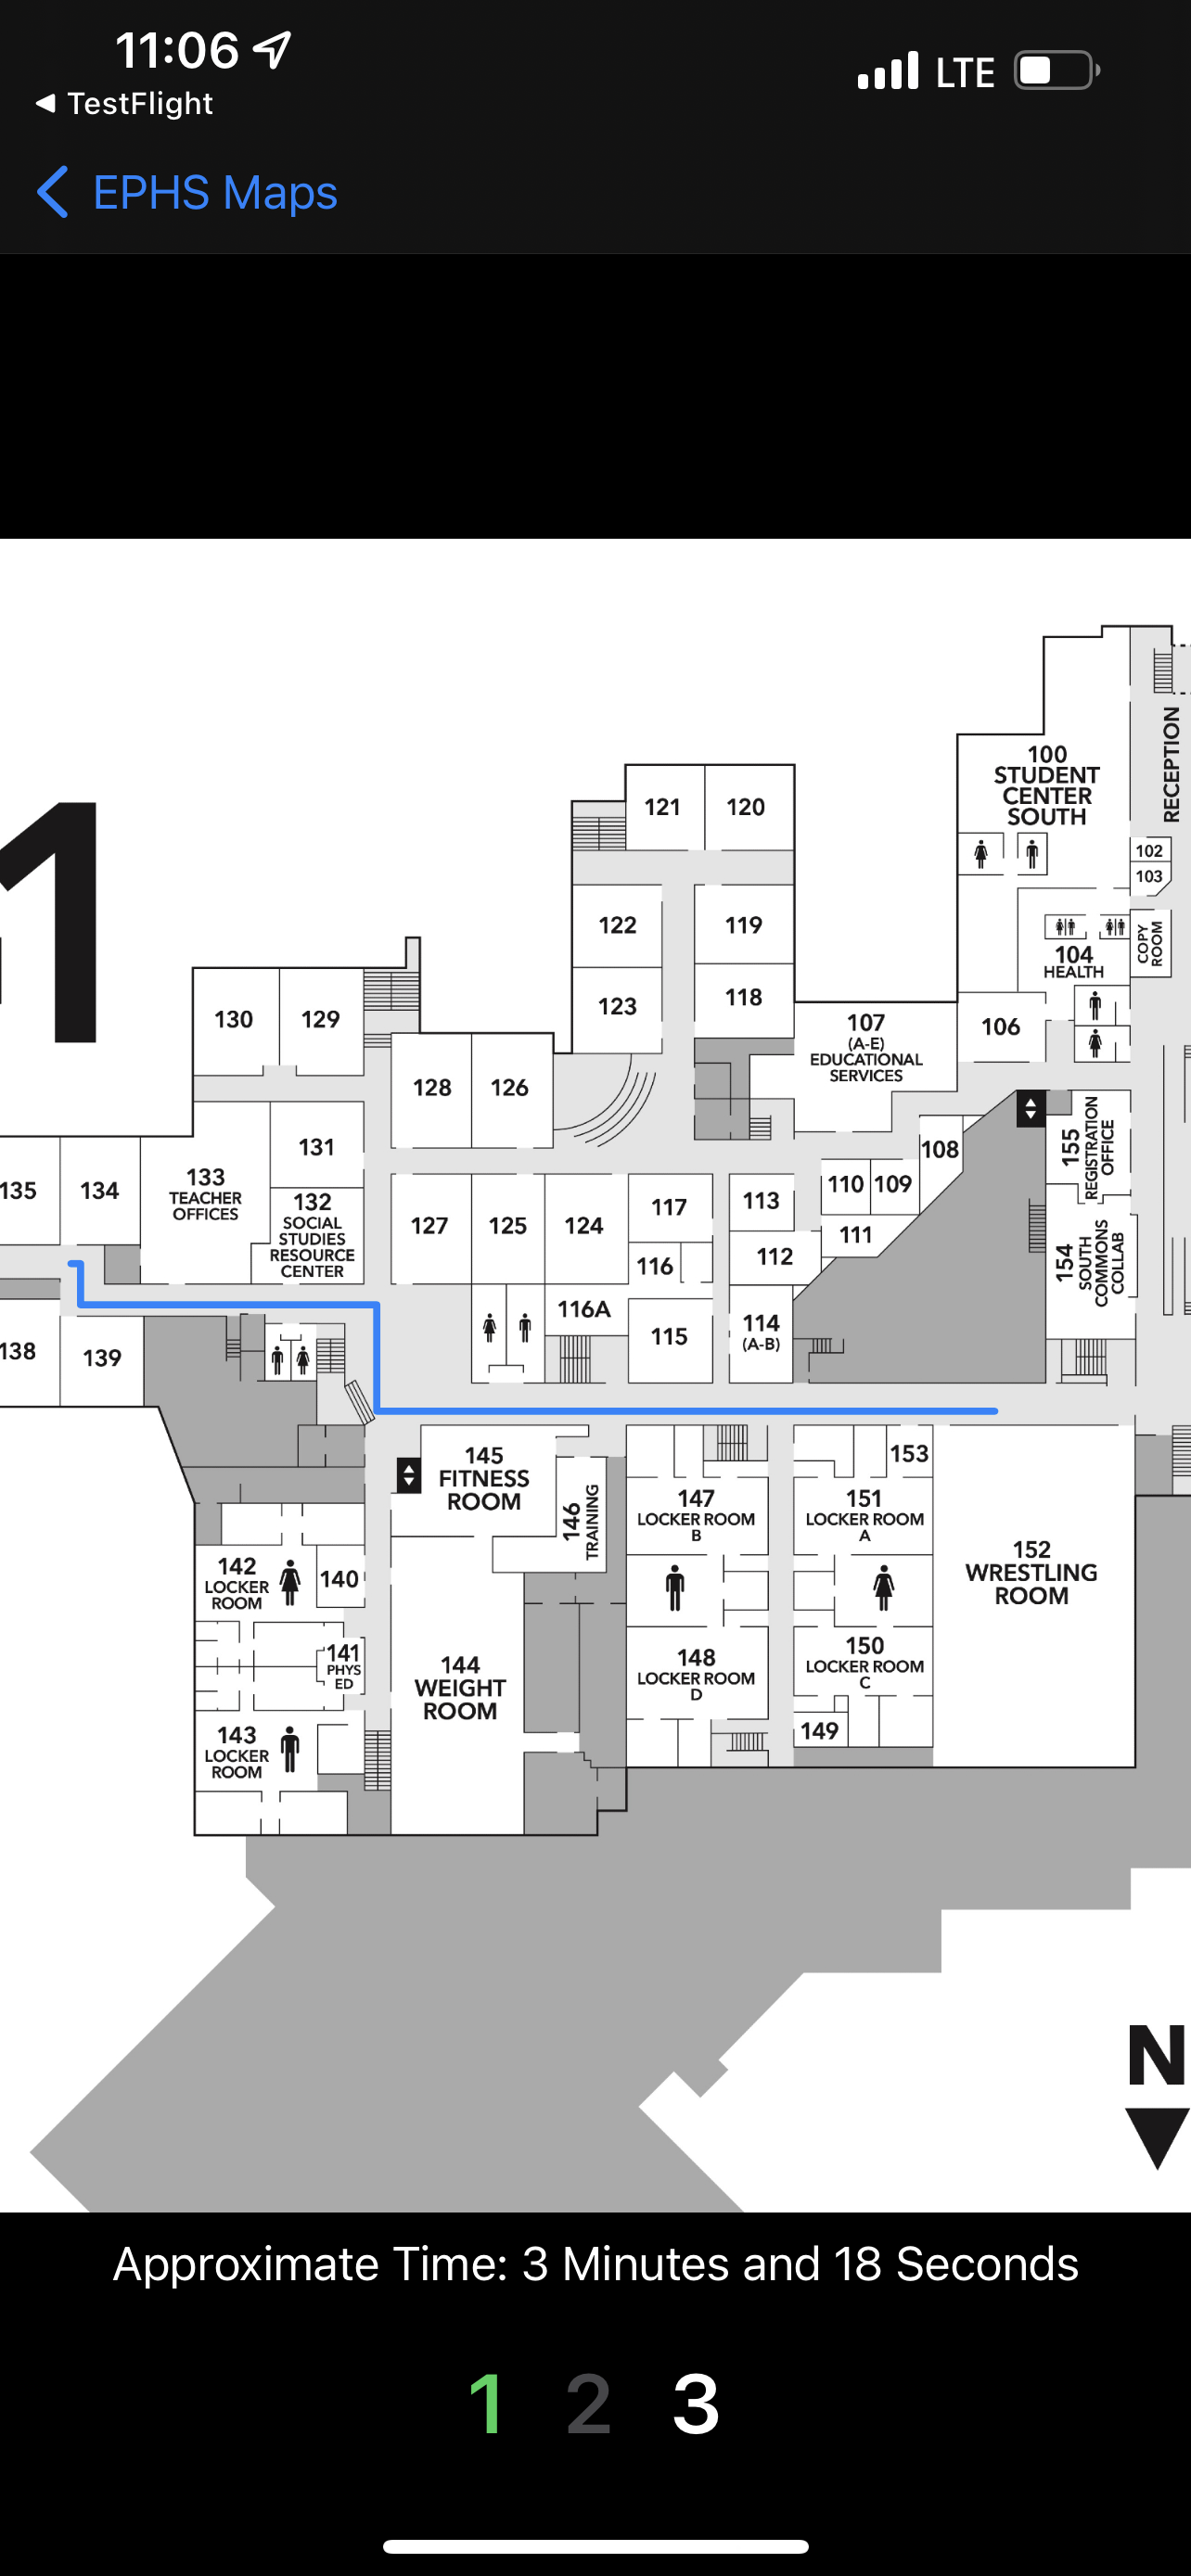 11:06
LTE
◀ TestFlight
EPHS Maps
1
100
STUDENT
CENTER
SOUTH
RECEPTION
102
103
COPY
ROOM
104
HEALTH
106
121
120
122
119
123
118
107
(A-E)
EDUCATIONAL
SERVICES
130
129
128
126
108
155
REGISTRATION
OFFICE
131
135
134
133
TEACHER
OFFICES
132
SOCIAL
STUDIES
RESOURCE
CENTER
127
125
124
117
113
110
109
116
112
111
154
SOUTH
COMMONS
COLLAB
116A
115
114
(A-B)
138
139
145
FITNESS
ROOM
146
TRAINING
147
LOCKER ROOM
B
153
151
LOCKER ROOM
A
152
WRESTLING
ROOM
142
LOCKER
ROOM
140
141
PHYS
ED
144
WEIGHT
ROOM
148
LOCKER ROOM
D
150
LOCKER ROOM
C
149
143
LOCKER
ROOM
N
Approximate Time: 3 Minutes and 18 Seconds
1 2 3